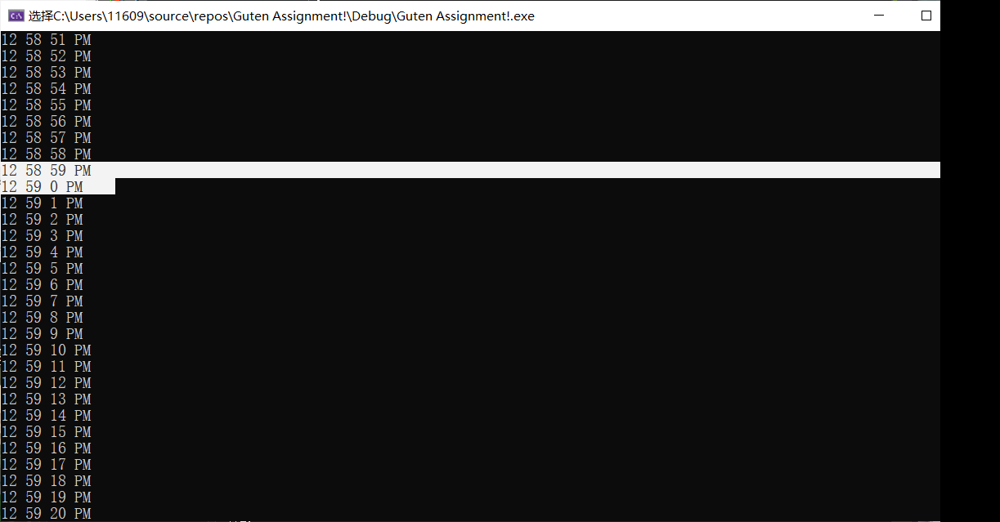 选择C:\Users\11609\source\repos\Guten Assignment!\Debug\Guten Assignment!.exe
12 58 51 PM
12 58 52 PM
12 58 53 PM
12 58 54 PM
12 58 55 PM
12 58 56 PM
12 58 57 PM
12 58 58 PM
12 58 59 PM
12 59 0 PM
12 59 1 PM
12 59 2 PM
12 59 3 PM
12 59 4 PM
12 59 5 PM
12 59 6 PM
12 59 7 PM
12 59 8 PM
12 59 9 PM
12 59 10 PM
12 59 11 PM
12 59 12 PM
12 59 13 PM
12 59 14 PM
12 59 15 PM
12 59 16 PM
12 59 17 PM
12 59 18 PM
12 59 19 PM
12 59 20 PM